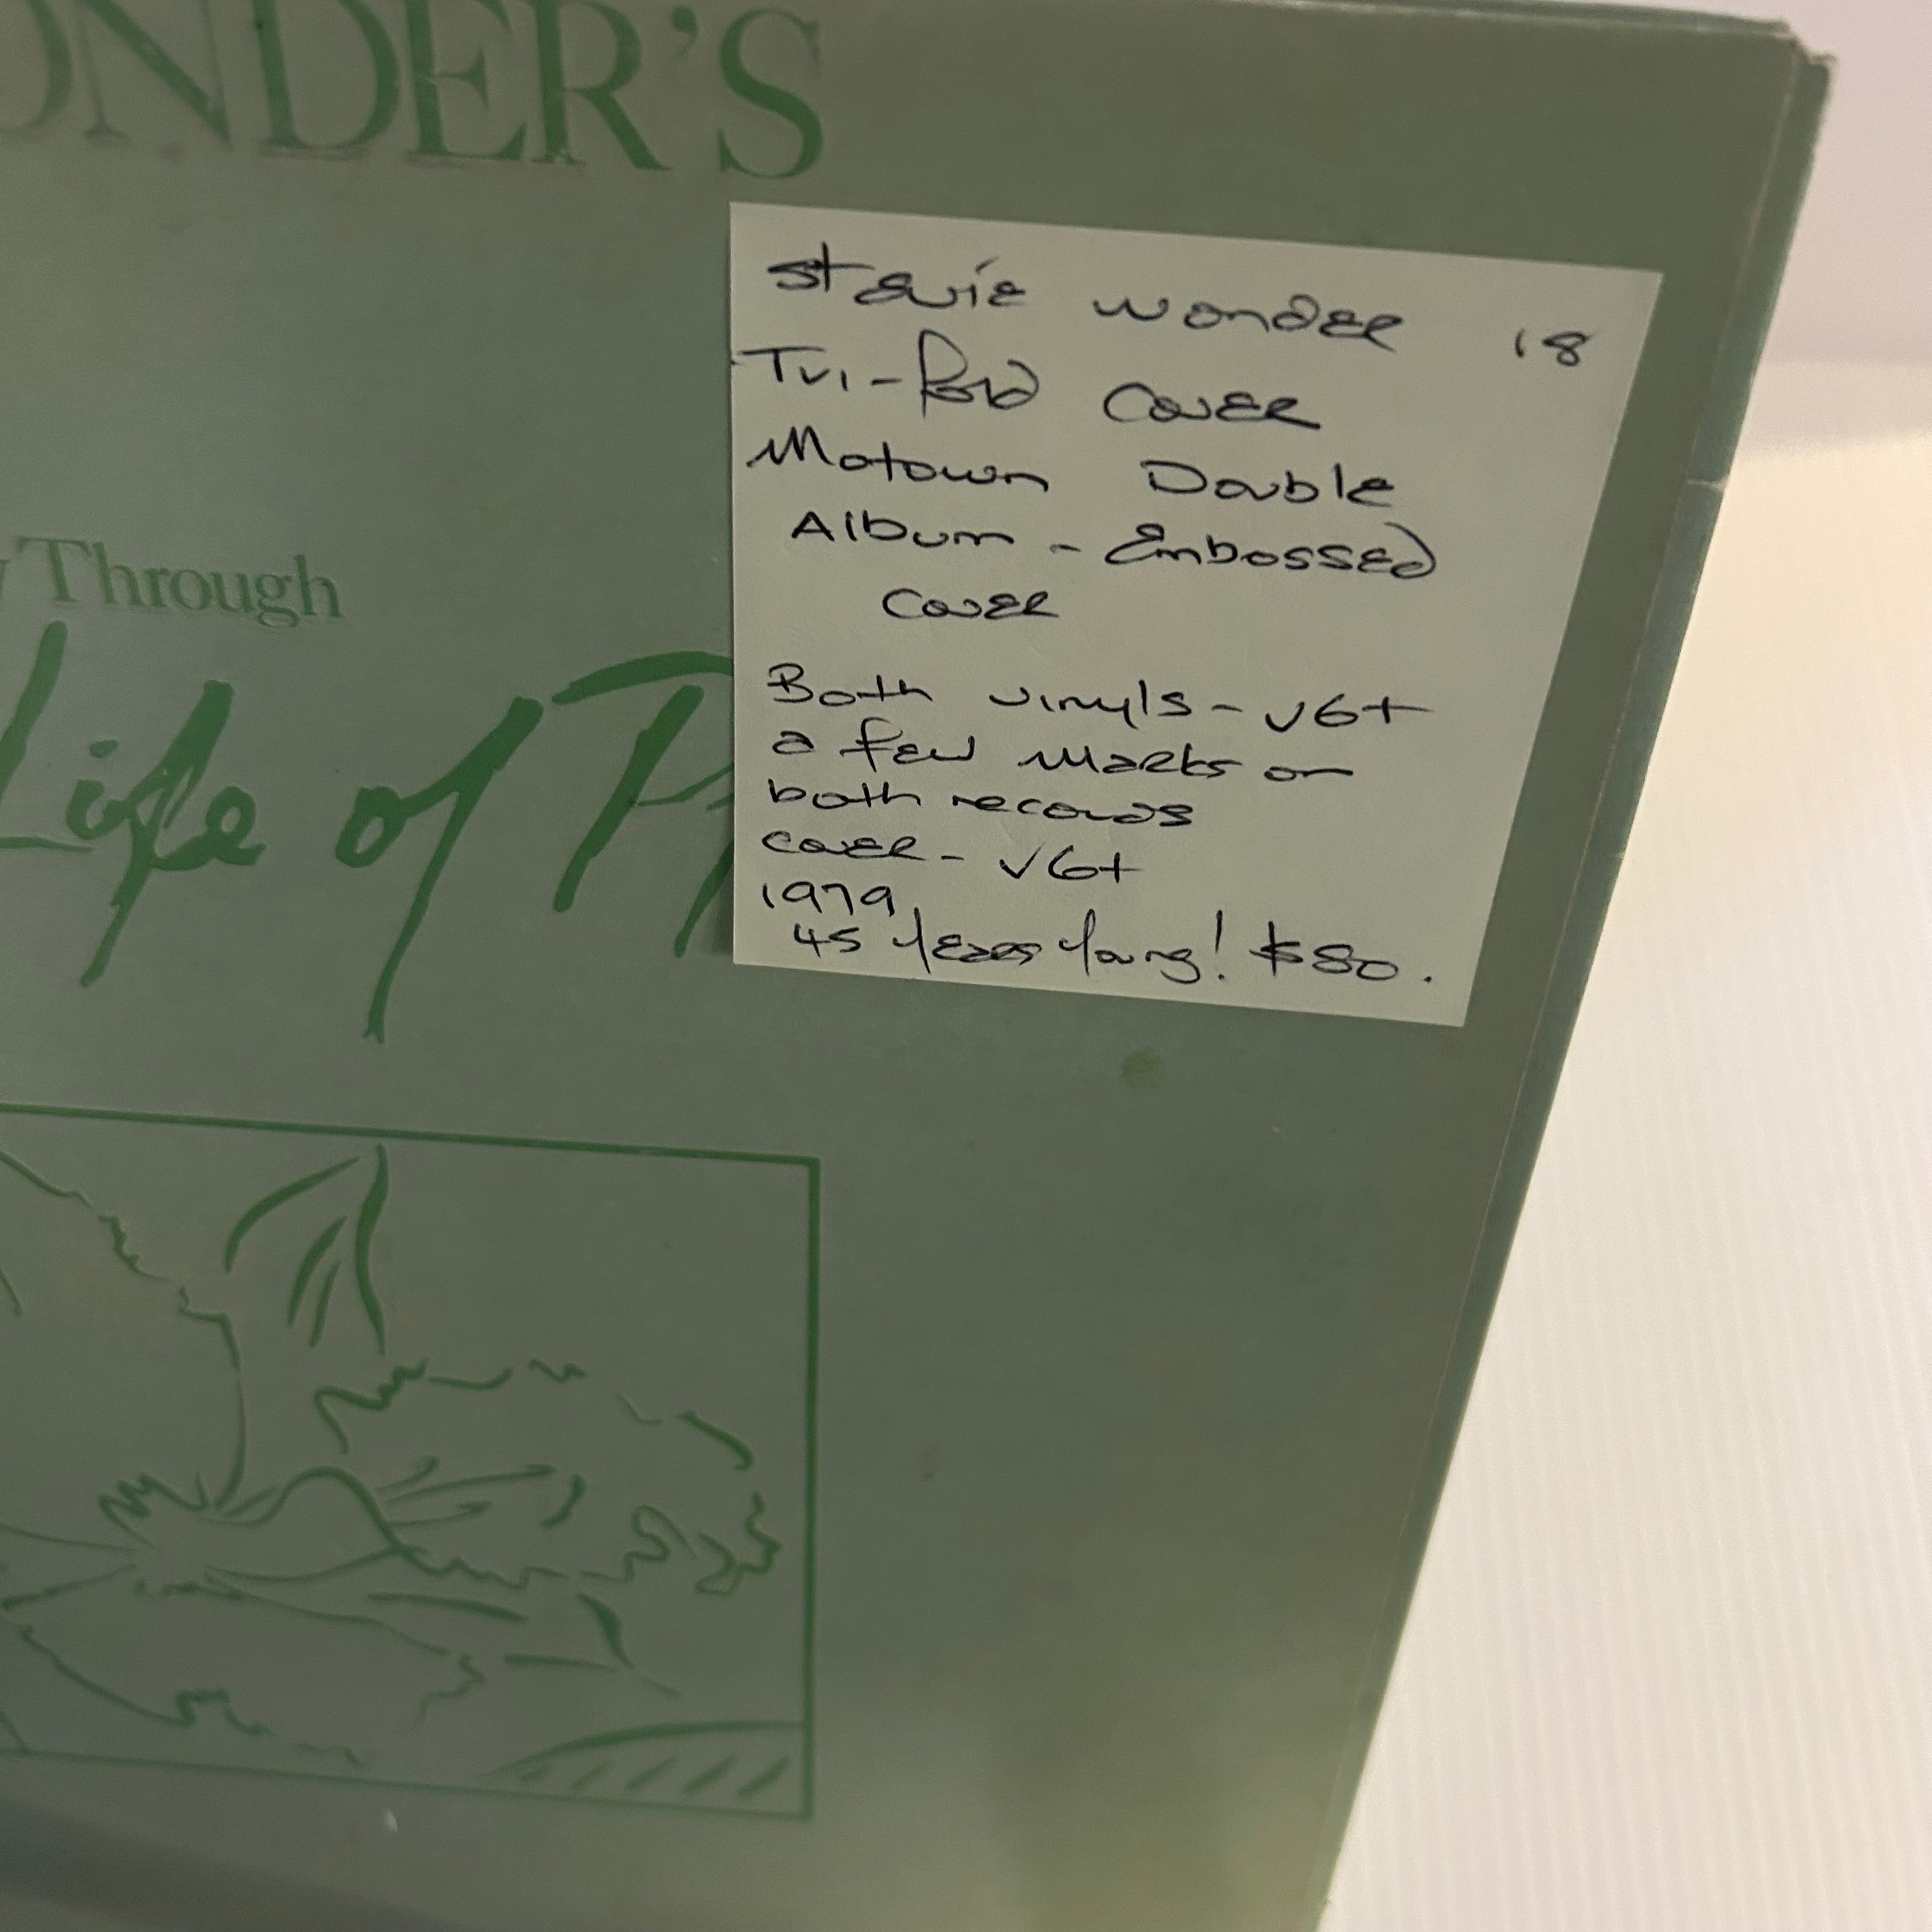 ONDER'S
Stevie Wonder 18
Tri-fold Cover
Motown Double
Album - Embossed
Cover
Both vinyls - VG+
a few marks on
both records
Cover - VG+
1979
45 years young! $80.
y Through
Life of Pl